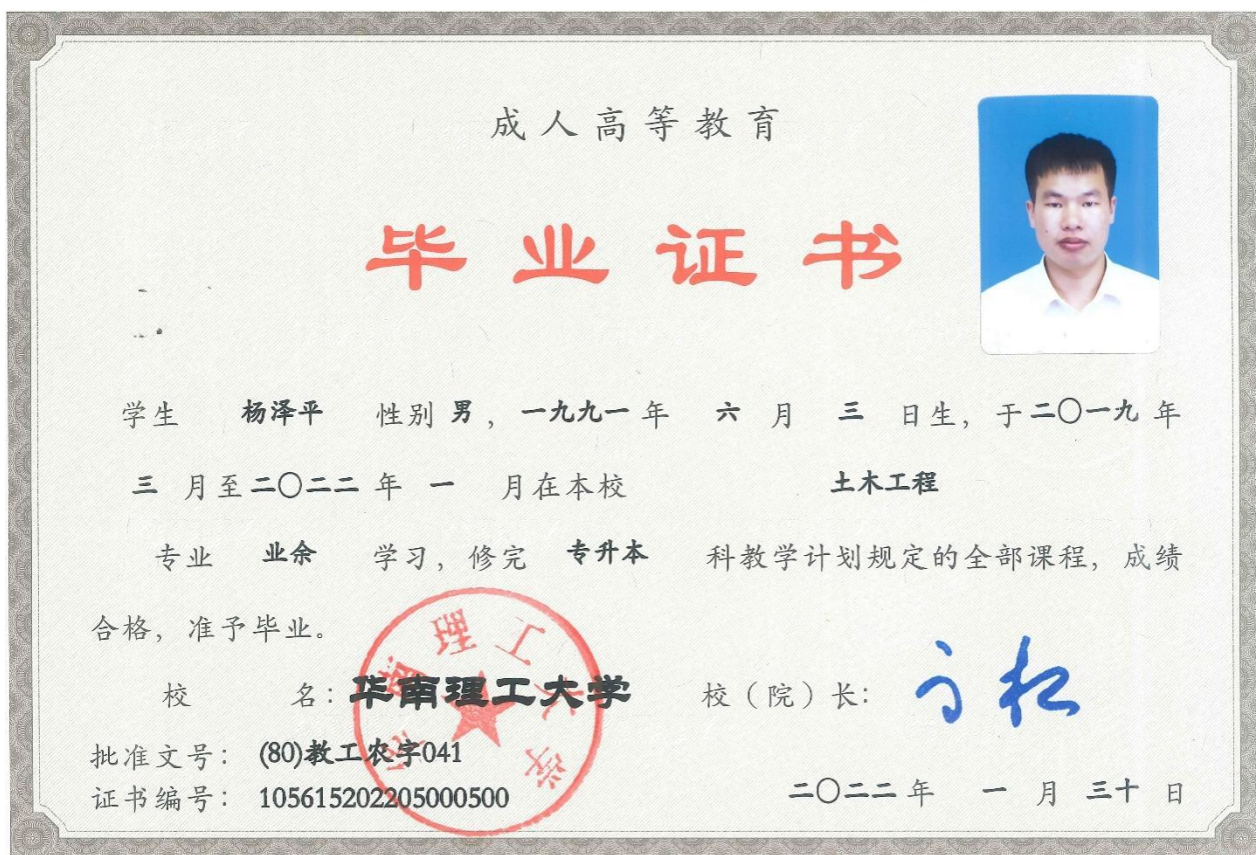 成人高等教育
毕业证书
学生 杨泽平 性别 男，一九九一 年 六 月 三 日生，于 二〇一九 年
三 月至 二〇二二 年 一 月在本校 土木工程
专业 业余 学习，修完 专升本 科教学计划规定的全部课程，成绩
合格，准予毕业。
校 名：华南理工大学 校（院）长：
华南理工大学
批准文号：(80)教工农字041
证书编号：105615202205000500
二〇二二 年 一 月 三十 日